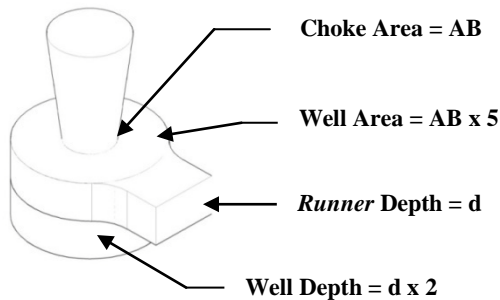 Choke Area = AB
Well Area = AB x 5
Runner Depth = d
Well Depth = d x 2